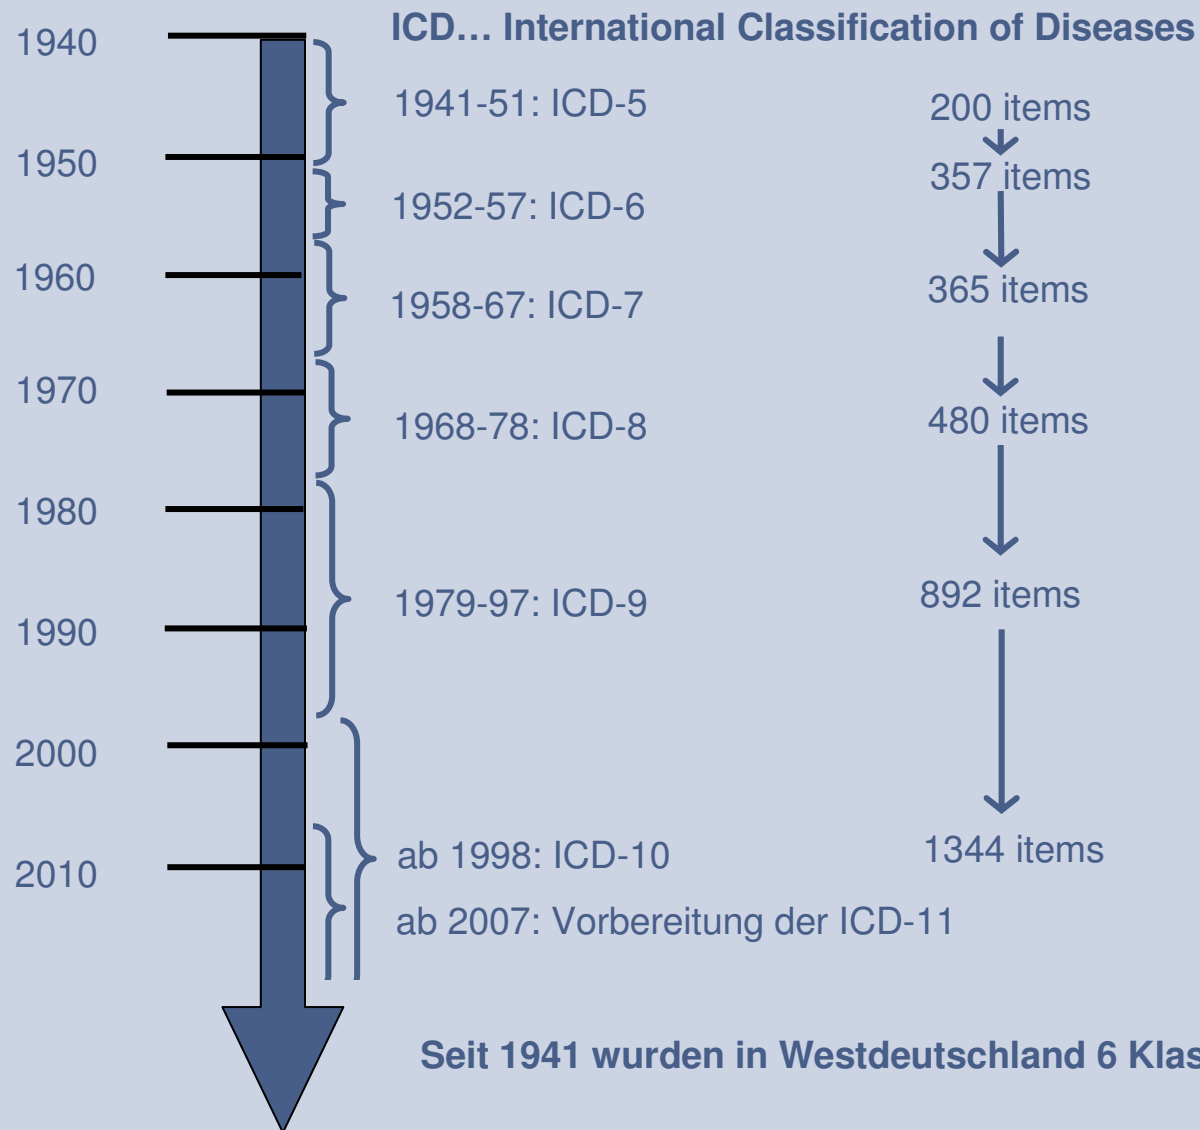 ICD... International Classification of Diseases
1940
1941-51: ICD-5
200 items
1950
357 items
1952-57: ICD-6
1960
365 items
1958-67: ICD-7
1970
1968-78: ICD-8
480 items
1980
1979-97: ICD-9
892 items
1990
2000
ab 1998: ICD-10
1344 items
2010
ab 2007: Vorbereitung der ICD-11
Seit 1941 wurden in Westdeutschland 6 Klas